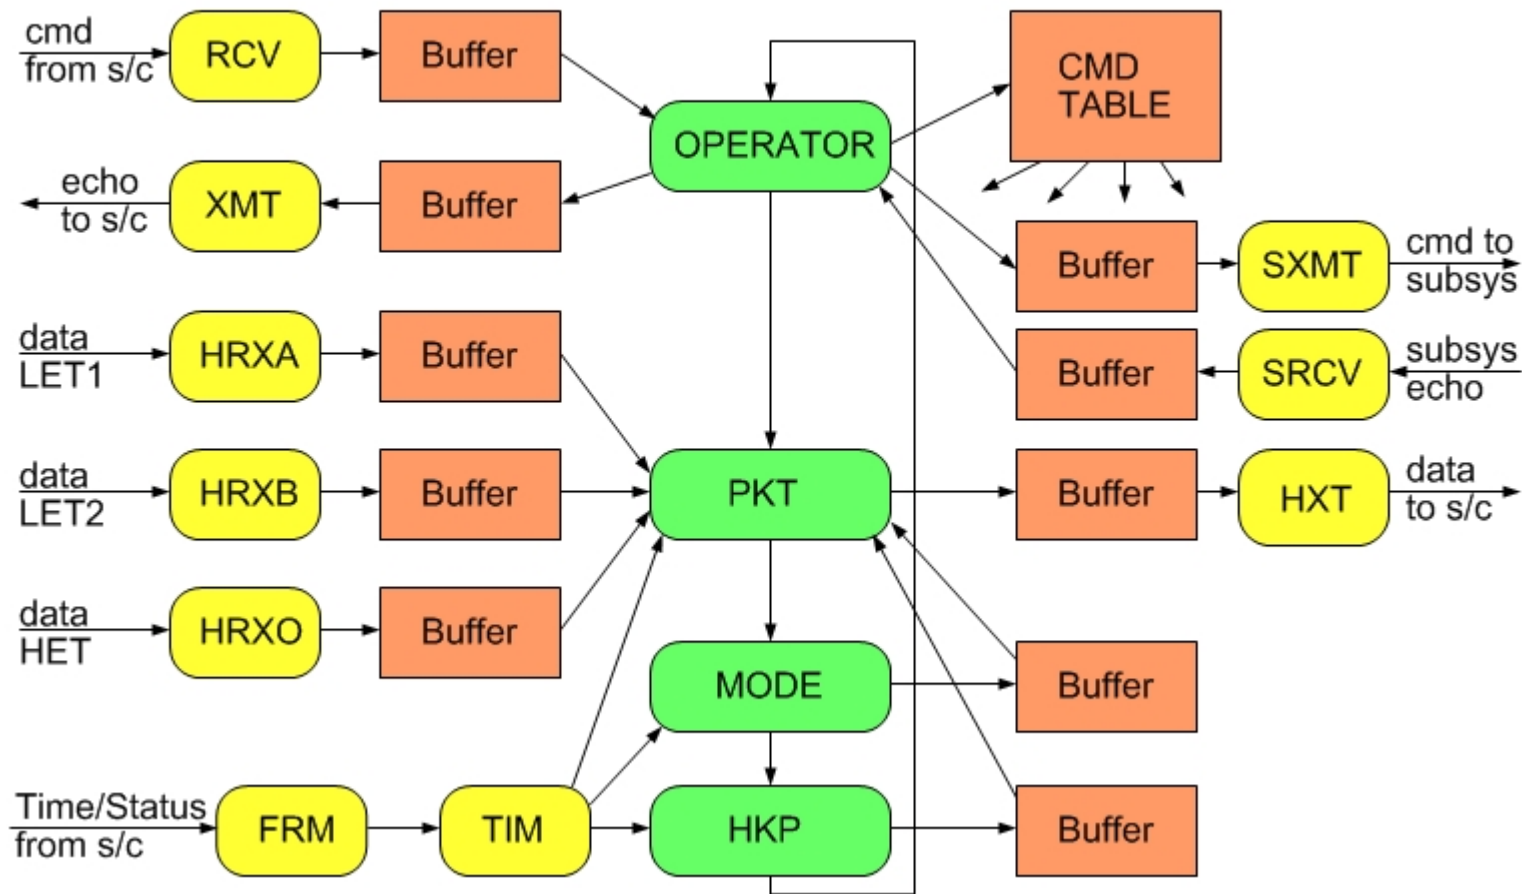 cmd
from s/c
RCV
Buffer
OPERATOR
CMD
TABLE
echo
to s/c
XMT
Buffer
Buffer
SXMT
cmd to
subsys
data
LET1
HRXA
Buffer
Buffer
SRCV
subsys
echo
data
LET2
HRXB
Buffer
PKT
Buffer
HXT
data
to s/c
data
HET
HRXO
Buffer
MODE
Buffer
Time/Status
from s/c
FRM
TIM
HKP
Buffer